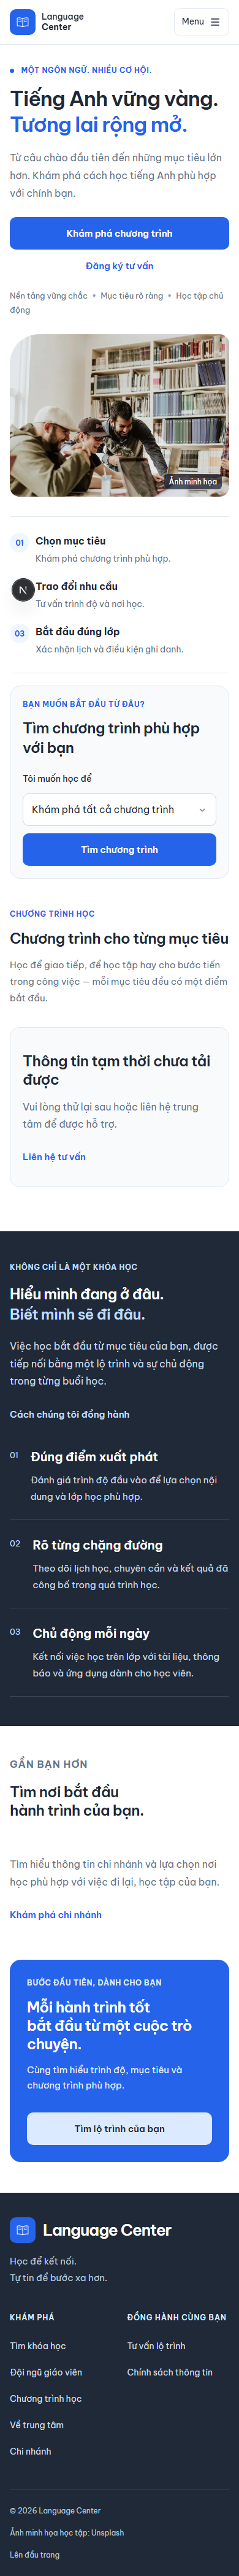 Language
Center
Menu
MỘT NGÔN NGỮ. NHIỀU CƠ HỘI.
Tiếng Anh vững vàng.
Tương lai rộng mở.
Từ câu chào đầu tiên đến những mục tiêu lớn
hơn. Khám phá cách học tiếng Anh phù hợp
với chính bạn.
Khám phá chương trình
Đăng ký tư vấn
Nền tảng vững chắc • Mục tiêu rõ ràng • Học tập chủ
động
Ảnh minh họa
01
Chọn mục tiêu
Khám phá chương trình phù hợp.
N
Trao đổi nhu cầu
Tư vấn trình độ và nơi học.
03
Bắt đầu đúng lớp
Xác nhận lịch và điều kiện ghi danh.
BẠN MUỐN BẮT ĐẦU TỪ ĐÂU?
Tìm chương trình phù hợp
với bạn
Tôi muốn học để
Khám phá tất cả chương trình
Tìm chương trình
CHƯƠNG TRÌNH HỌC
Chương trình cho từng mục tiêu
Học để giao tiếp, để học tập hay cho bước tiến
trong công việc — mỗi mục tiêu đều có một điểm
bắt đầu.
Thông tin tạm thời chưa tải
được
Vui lòng thử lại sau hoặc liên hệ trung
tâm để được hỗ trợ.
Liên hệ tư vấn
KHÔNG CHỈ LÀ MỘT KHÓA HỌC
Hiểu mình đang ở đâu.
Biết mình sẽ đi đâu.
Việc học bắt đầu từ mục tiêu của bạn, được
tiếp nối bằng một lộ trình và sự chủ động
trong từng buổi học.
Cách chúng tôi đồng hành
01
Đúng điểm xuất phát
Đánh giá trình độ đầu vào để lựa chọn nội
dung và lớp học phù hợp.
02
Rõ từng chặng đường
Theo dõi lịch học, chuyên cần và kết quả đã
công bố trong quá trình học.
03
Chủ động mỗi ngày
Kết nối việc học trên lớp với tài liệu, thông
báo và ứng dụng dành cho học viên.
GẦN BẠN HƠN
Tìm nơi bắt đầu
hành trình của bạn.
Tìm hiểu thông tin chi nhánh và lựa chọn nơi
học phù hợp với việc đi lại, học tập của bạn.
Khám phá chi nhánh
BƯỚC ĐẦU TIÊN, DÀNH CHO BẠN
Mỗi hành trình tốt
bắt đầu từ một cuộc trò
chuyện.
Cùng tìm hiểu trình độ, mục tiêu và
chương trình phù hợp.
Tìm lộ trình của bạn
Language Center
Học để kết nối.
Tự tin để bước xa hơn.
KHÁM PHÁ
Tìm khóa học
Đội ngũ giáo viên
Chương trình học
Về trung tâm
Chi nhánh
ĐỒNG HÀNH CÙNG BẠN
Tư vấn lộ trình
Chính sách thông tin
© 2026 Language Center
Ảnh minh họa học tập: Unsplash
Lên đầu trang